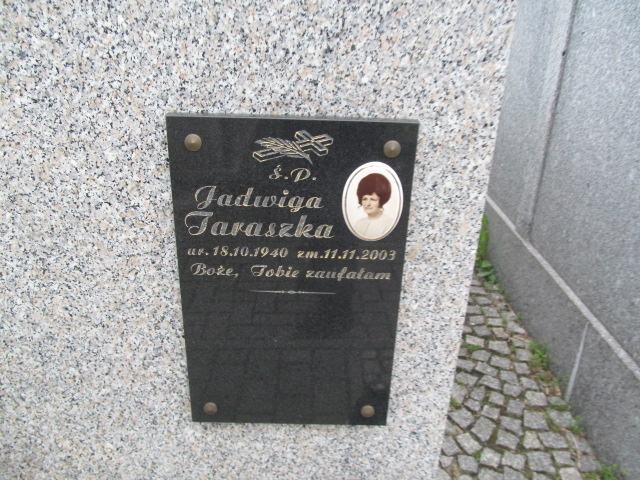 Ś.P.
Jadwiga
Taraszka
ur. 18.10.1940 zm. 11.11.2003
Boże, Tobie zaufałam